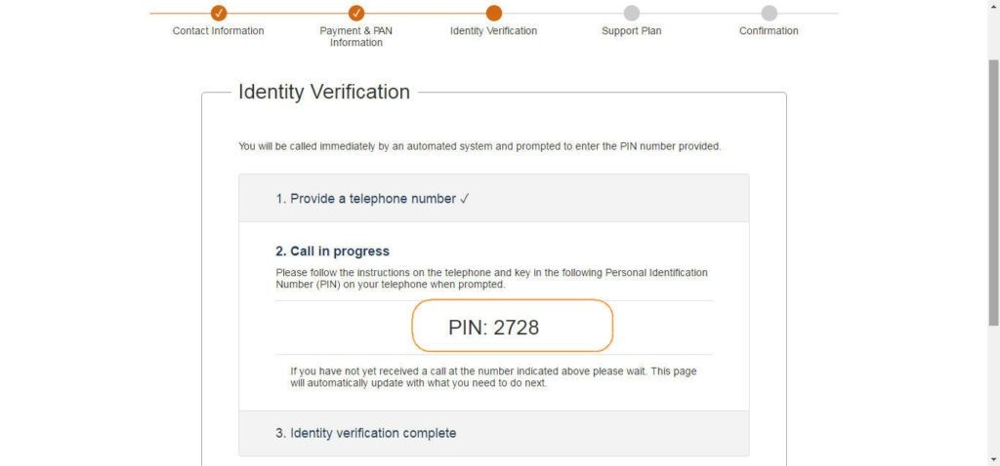 Contact Information
Payment & PAN
Information
Identity Verification
Support Plan
Confirmation
Identity Verification
You will be called immediately by an automated system and prompted to enter the PIN number provided.
1. Provide a telephone number ✓
2. Call in progress
Please follow the instructions on the telephone and key in the following Personal Identification
Number (PIN) on your telephone when prompted.
PIN: 2728
If you have not yet received a call at the number indicated above please wait. This page
will automatically update with what you need to do next.
3. Identity verification complete